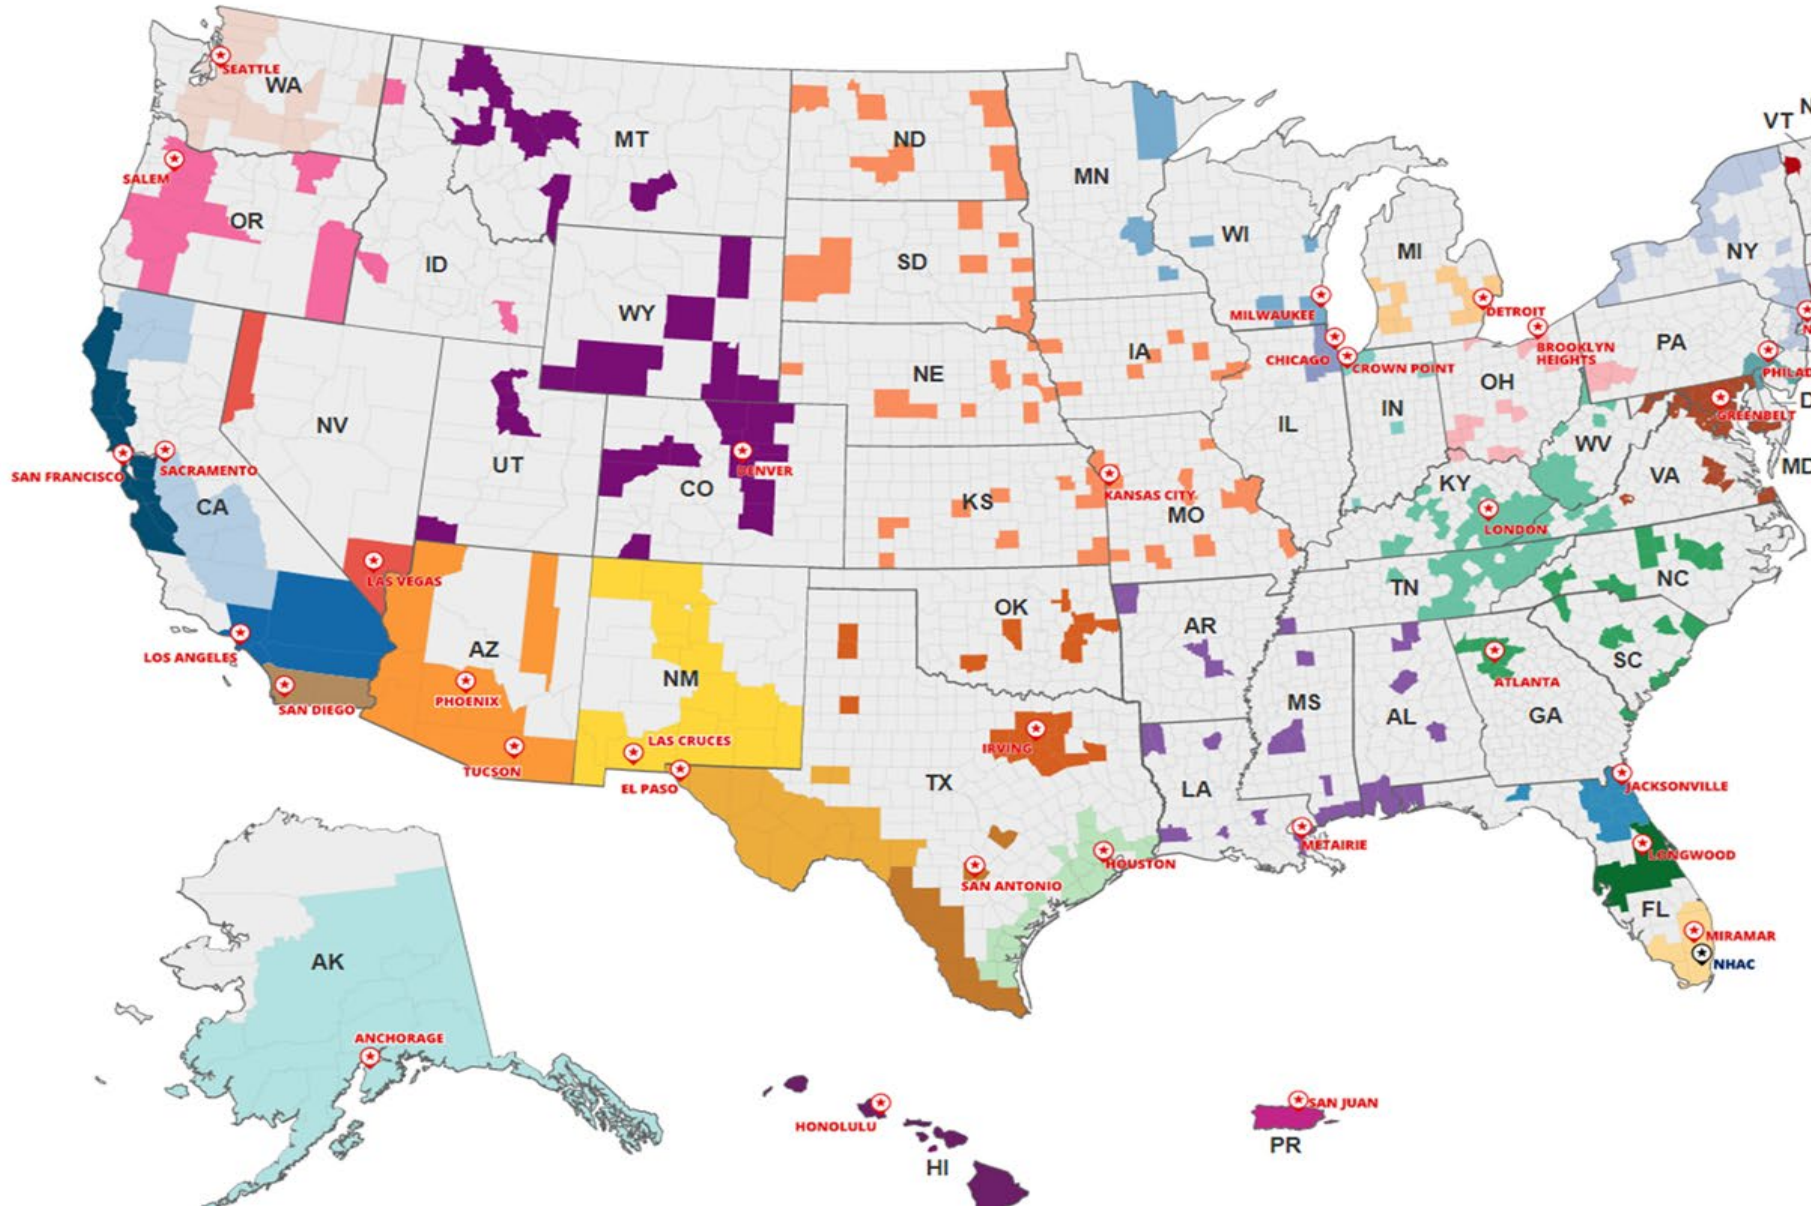 VT
N
SEATTLE
WA
MT
ND
MN
SALEM
OR
ID
WI
MI
NY
SD
WY
MILWAUKEE
DETROIT
N
BROOKLYN
HEIGHTS
CHICAGO
CROWN POINT
PA
PHILAD
IA
NE
OH
D
GREENBELT
NV
UT
IN
IL
WV
MD
SAN FRANCISCO
SACRAMENTO
DENVER
CO
KS
KANSAS CITY
MO
KY
VA
CA
LONDON
LAS VEGAS
NC
TN
OK
AR
LOS ANGELES
AZ
NM
SC
ATLANTA
SAN DIEGO
PHOENIX
MS
AL
GA
LAS CRUCES
IRVING
TUCSON
EL PASO
TX
LA
JACKSONVILLE
METAIRIE
LONGWOOD
HOUSTON
SAN ANTONIO
FL
MIRAMAR
NHAC
AK
ANCHORAGE
HONOLULU
HI
SAN JUAN
PR